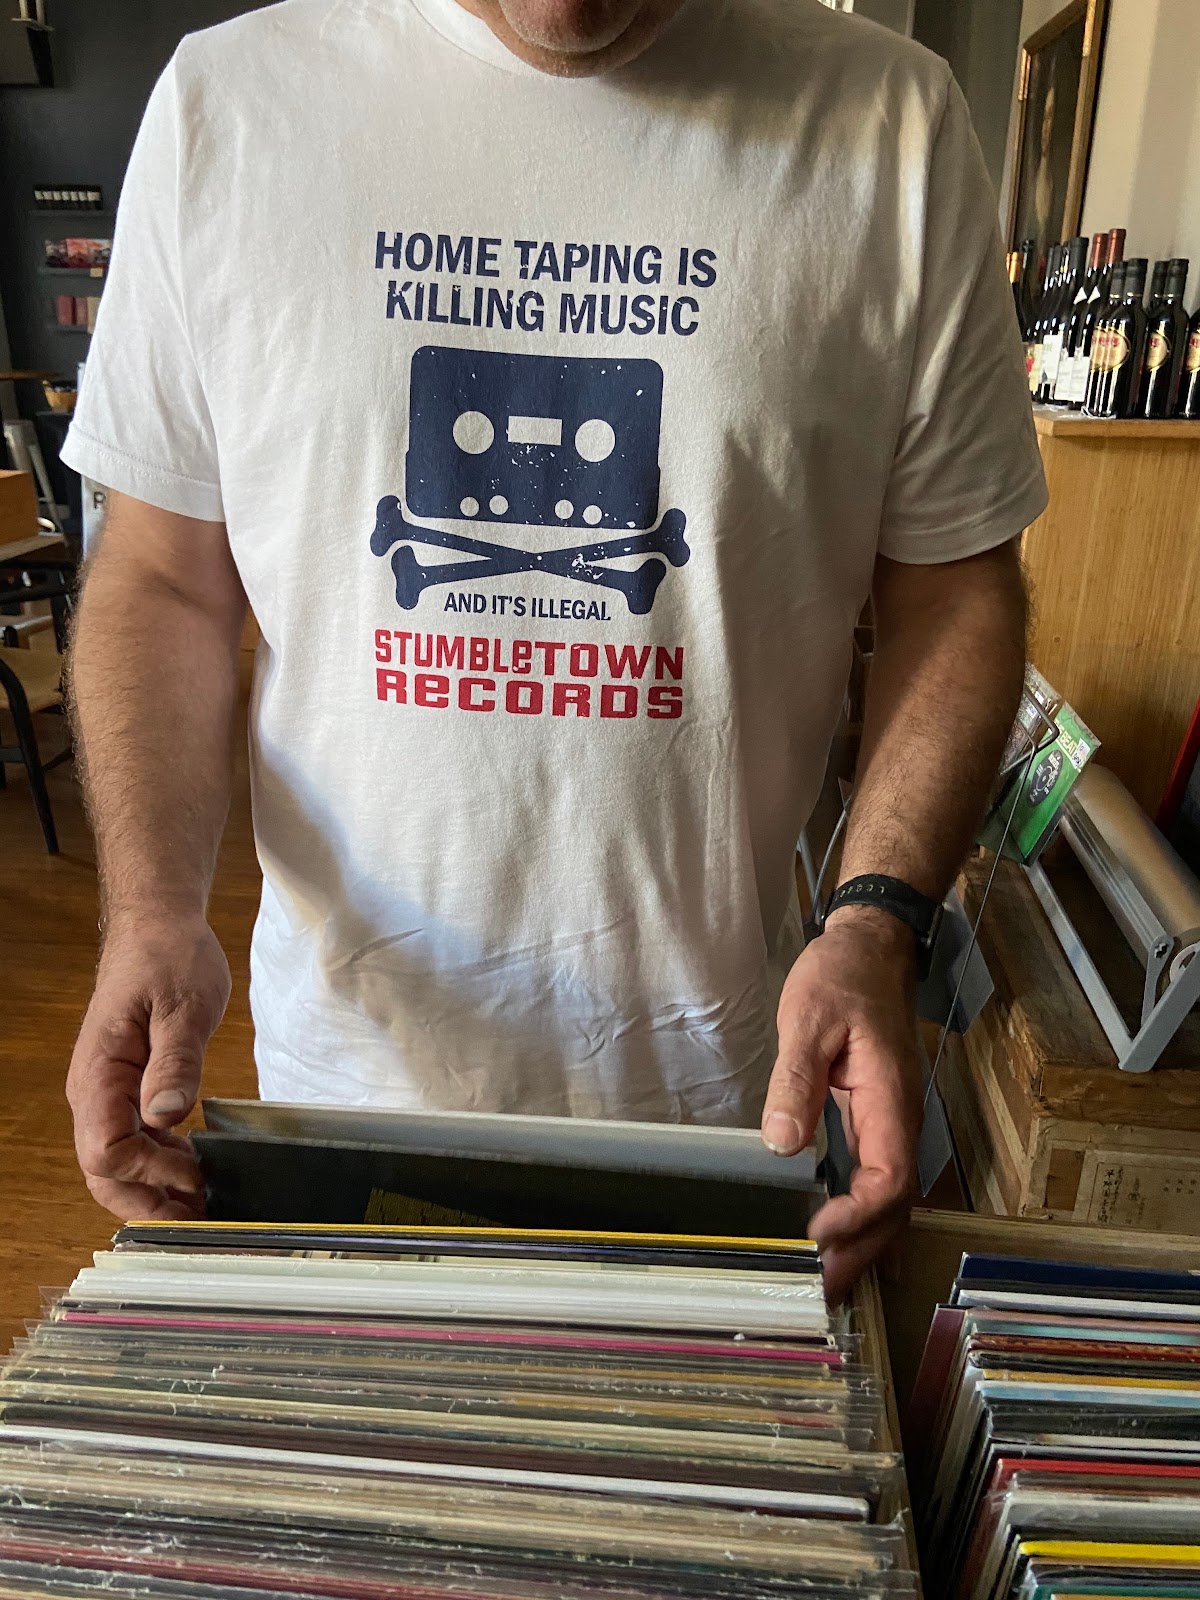 HOME TAPING IS
KILLING MUSIC
AND IT'S ILLEGAL
STUMBLETOWN
RECORDS